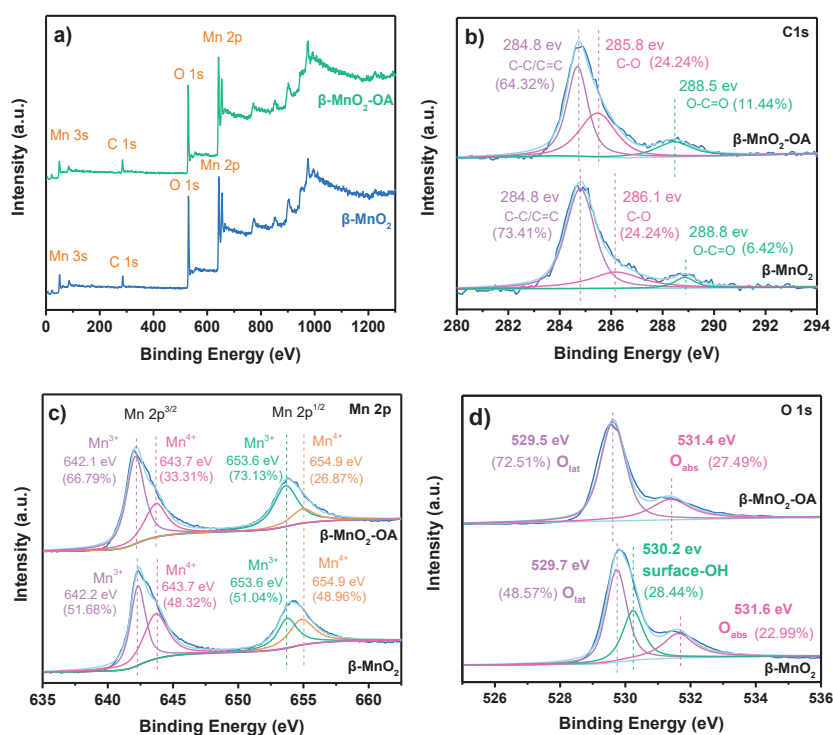 a)
Mn 2p
O 1s
β-MnO₂-OA
Mn 3s
C 1s
Mn 2p
O 1s
β-MnO₂
Mn 3s
C 1s
Intensity (a.u.)
0 200 400 600 800 1000 1200
Binding Energy (eV)
b)
C1s
284.8 ev
C-C/C=C
(64.32%)
285.8 ev
C-O (24.24%)
288.5 ev
O-C=O (11.44%)
β-MnO₂-OA
284.8 ev
C-C/C=C
(73.41%)
286.1 ev
C-O
(24.24%)
288.8 ev
O-C=O (6.42%)
β-MnO₂
Intensity (a.u.)
280 282 284 286 288 290 292 294
Binding Energy (eV)
c)
Mn 2p³/²
Mn 2p¹/²
Mn 2p
Mn³⁺
642.1 eV
(66.79%)
Mn⁴⁺
643.7 eV
(33.31%)
Mn³⁺
653.6 eV
(73.13%)
Mn⁴⁺
654.9 eV
(26.87%)
β-MnO₂-OA
Mn³⁺
642.2 eV
(51.68%)
Mn⁴⁺
643.7 eV
(48.32%)
Mn³⁺
653.6 eV
(51.04%)
Mn⁴⁺
654.9 eV
(48.96%)
β-MnO₂
Intensity (a.u.)
635 640 645 650 655 660
Binding Energy (eV)
d)
O 1s
529.5 eV
(72.51%) Oₗₐₜ
531.4 eV
Oₐbₛ (27.49%)
β-MnO₂-OA
529.7 eV
(48.57%) Oₗₐₜ
530.2 ev
surface-OH
(28.44%)
531.6 eV
Oₐbₛ (22.99%)
β-MnO₂
Intensity (a.u.)
526 528 530 532 534 536
Binding Energy (eV)